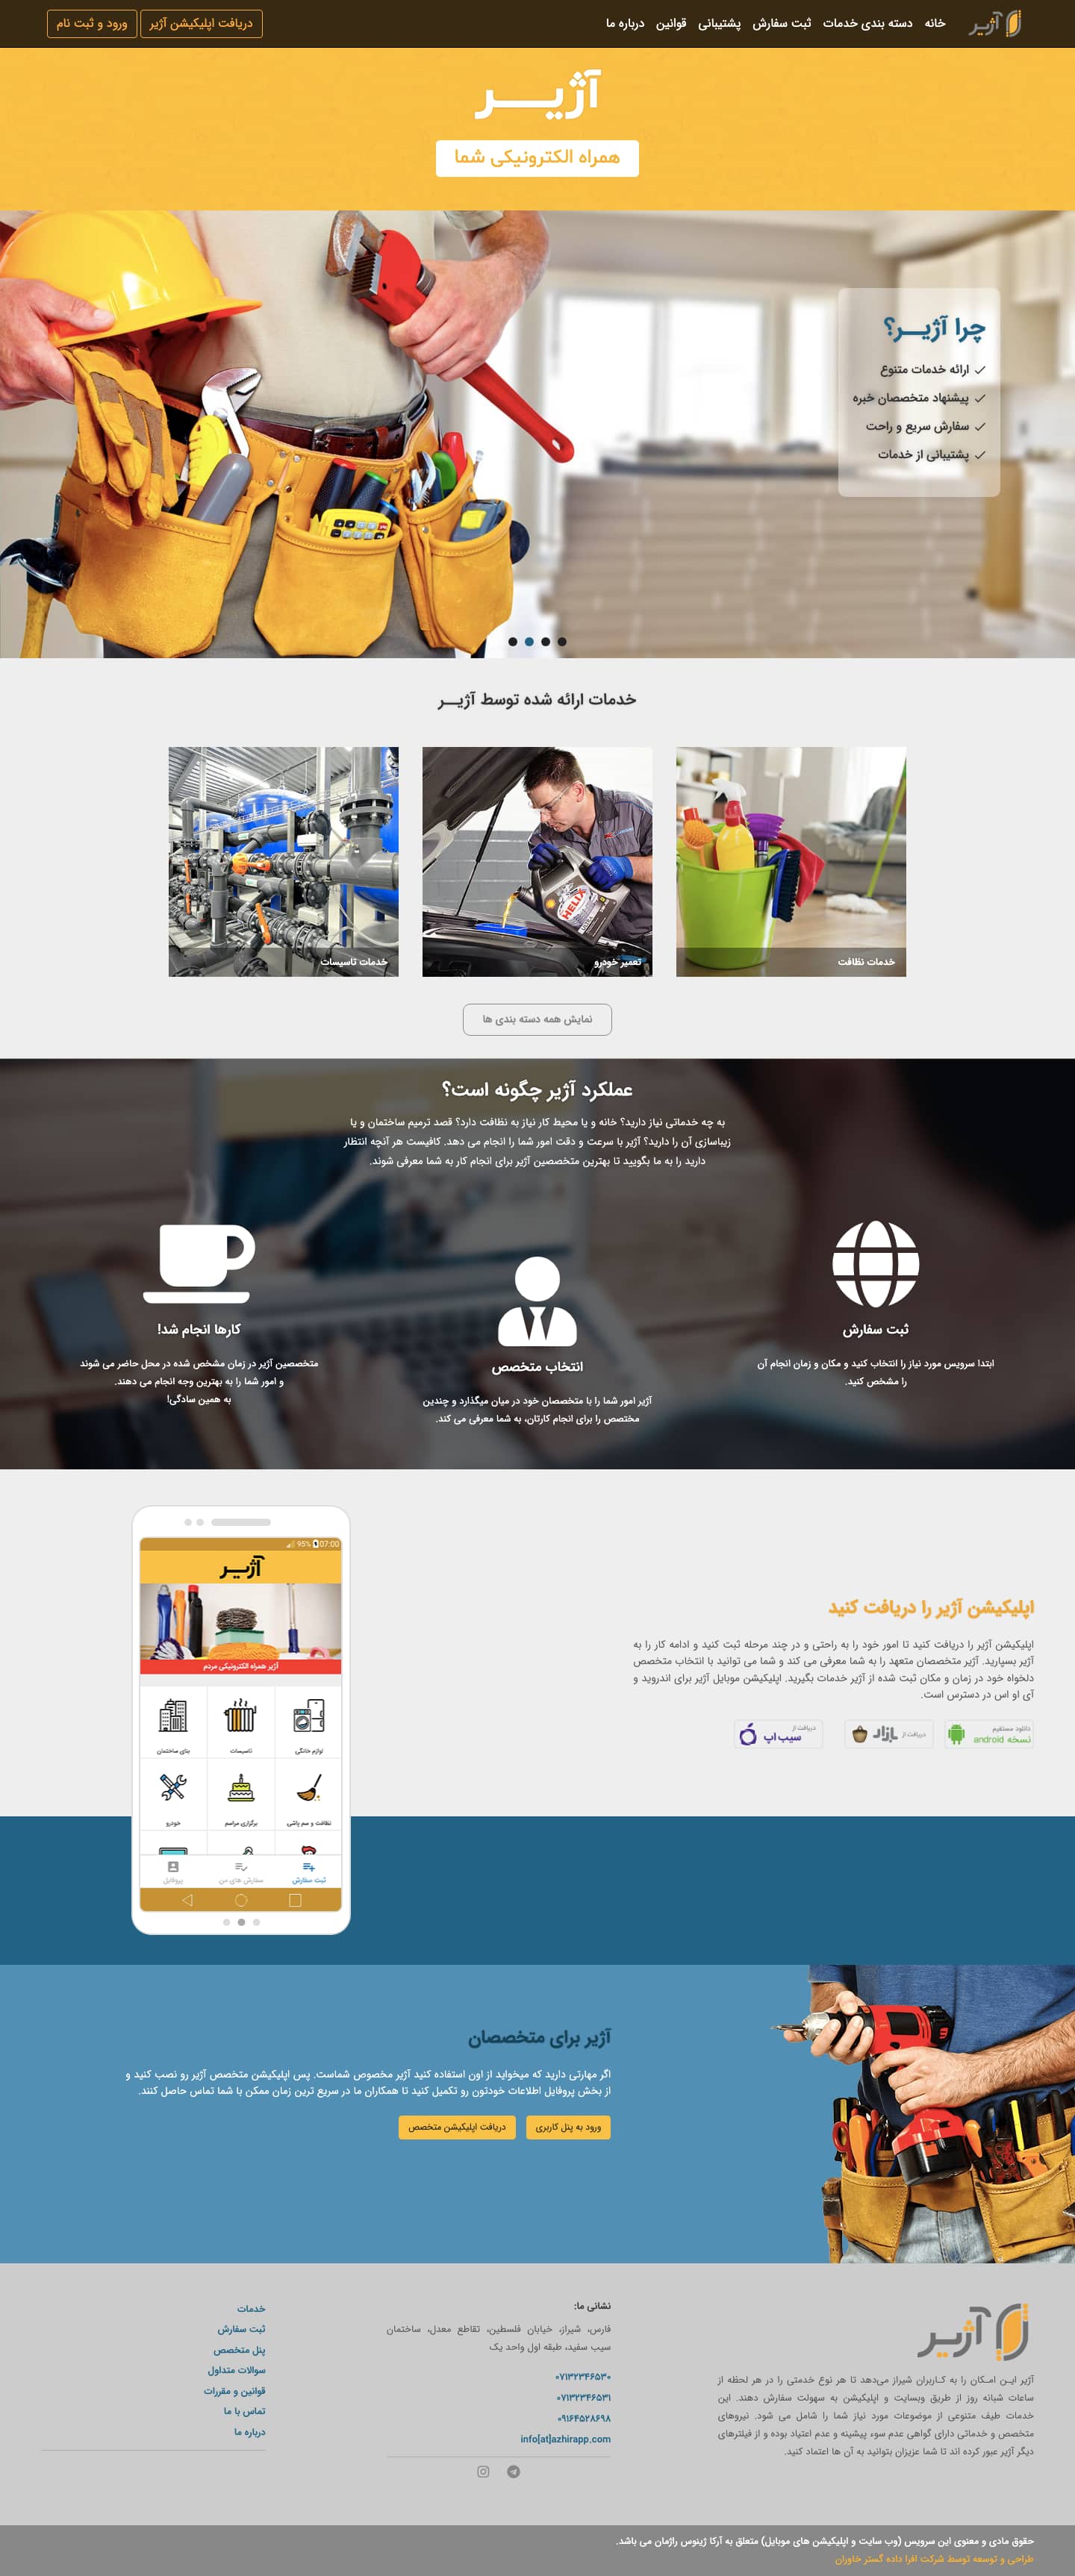 آژیر
خانه
دسته بندی خدمات
ثبت سفارش
پشتیبانی
قوانین
درباره ما
دریافت اپلیکیشن آژیر
ورود و ثبت نام
آژیـــر
همراه الکترونیکی شما
چرا آژیــر؟
ارائه خدمات متنوع
پیشنهاد متخصصان خبره
سفارش سریع و راحت
پشتیبانی از خدمات
خدمات ارائه شده توسط آژیــر
HELIX
خدمات نظافت
تعمیر خودرو
خدمات تاسیسات
نمایش همه دسته بندی ها
عملکرد آژیر چگونه است؟
به چه خدماتی نیاز دارید؟ خانه و یا محیط کار نیاز به نظافت دارد؟ قصد ترمیم ساختمان و یا
زیباسازی آن را دارید؟ آژیر با سرعت و دقت امور شما را انجام می دهد. کافیست هر آنچه انتظار
دارید را به ما بگویید تا بهترین متخصصین آژیر برای انجام کار به شما معرفی شوند.
ثبت سفارش
ابتدا سرویس مورد نیاز را انتخاب کنید و مکان و زمان انجام آن
را مشخص کنید.
انتخاب متخصص
آژیر امور شما را با متخصصان خود در میان میگذارد و چندین
مختصص را برای انجام کارتان، به شما معرفی می کند.
کارها انجام شد!
متخصصین آژیر در زمان مشخص شده در محل حاضر می شوند
و امور شما را به بهترین وجه انجام می دهند.
به همین سادگی!
95% 07:00
آژیـر
آژیر همراه الکترونیکی مردم
لوازم خانگی
تاسیسات
بنای ساختمان
نظافت و سم پاشی
برگزاری مراسم
خودرو
ثبت سفارش
سفارش های من
پروفایل
اپلیکیشن آژیر را دریافت کنید
اپلیکیشن آژیر را دریافت کنید تا امور خود را به راحتی و در چند مرحله ثبت کنید و ادامه کار را به
آژیر بسپارید. آژیر متخصصان متعهد را به شما معرفی می کند و شما می توانید با انتخاب متخصص
دلخواه خود در زمان و مکان ثبت شده از آژیر خدمات بگیرید. اپلیکیشن موبایل آژیر برای اندروید و
آی او اس در دسترس است.
دانلود مستقیم
نسخه android
دریافت از بازار
دریافت از
سیب اپ
آژیر برای متخصصان
اگر مهارتی دارید که میخواید از اون استفاده کنید آژیر مخصوص شماست. پس اپلیکیشن متخصص آژیر رو نصب کنید و
از بخش پروفایل اطلاعات خودتون رو تکمیل کنید تا همکاران ما در سریع ترین زمان ممکن با شما تماس حاصل کنند.
ورود به پنل کاربری
دریافت اپلیکیشن متخصص
آژیر
آژیر ایـن امـکان را به کـاربران شیراز می‌دهد تا هر نوع خدمتی را در هر لحظه از
ساعات شبانه روز از طریق وبسایت و اپلیکیشن به سهولت سفارش دهند. این
خدمات طیف متنوعی از موضوعات مورد نیاز شما را شامل می شود. نیروهای
متخصص و خدماتی دارای گواهی عدم سوء پیشینه و عدم اعتیاد بوده و از فیلترهای
دیگر آژیر عبور کرده اند تا شما عزیزان بتوانید به آن ها اعتماد کنید.
نشانی ما:
فارس، شیراز، خیابان فلسطین، تقاطع معدل، ساختمان
سیب سفید، طبقه اول واحد یک
۰۷۱۳۲۳۴۶۵۳۰
۰۷۱۳۲۳۴۶۵۳۱
۰۹۱۶۴۵۲۸۶۹۸
info[at]azhirapp.com
خدمات
ثبت سفارش
پنل متخصص
سوالات متداول
قوانین و مقررات
تماس با ما
درباره ما
حقوق مادی و معنوی این سرویس (وب سایت و اپلیکیشن های موبایل) متعلق به آرکا ژینوس رازمان می باشد.
طراحی و توسعه توسط شرکت افرا داده گستر خاوران